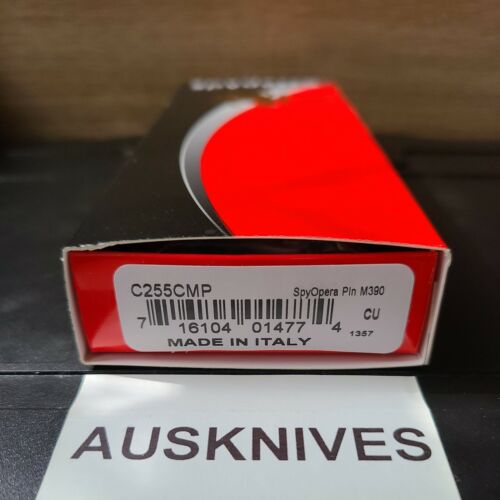 C255CMP SpyOpera Pin M390
7 16104 01477 4 CU
MADE IN ITALY 1357
AUSKNIVES